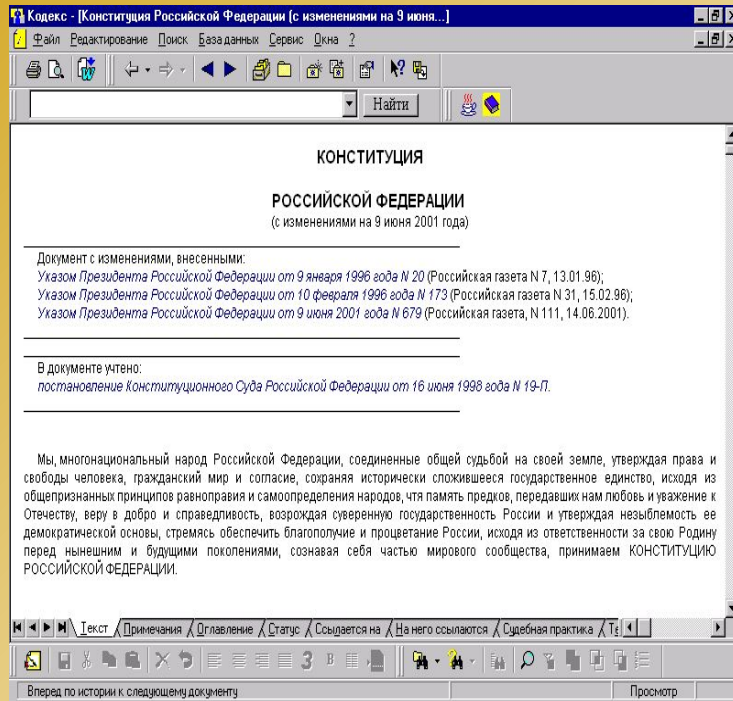 Кодекс - [Конституция Российской Федерации (с изменениями на 9 июня...]
Файл Редактирование Поиск База данных Сервис Окна ?
Найти
КОНСТИТУЦИЯ
РОССИЙСКОЙ ФЕДЕРАЦИИ
(с изменениями на 9 июня 2001 года)
Документ с изменениями, внесенными:
Указом Президента Российской Федерации от 9 января 1996 года N 20 (Российская газета N 7, 13.01.96);
Указом Президента Российской Федерации от 10 февраля 1996 года N 173 (Российская газета N 31, 15.02.96);
Указом Президента Российской Федерации от 9 июня 2001 года N 679 (Российская газета, N 111, 14.06.2001).
В документе учтено:
постановление Конституционного Суда Российской Федерации от 16 июня 1998 года N 19-П.
Мы, многонациональный народ Российской Федерации, соединенные общей судьбой на своей земле, утверждая права и
свободы человека, гражданский мир и согласие, сохраняя исторически сложившееся государственное единство, исходя из
общепризнанных принципов равноправия и самоопределения народов, чтя память предков, передавших нам любовь и уважение к
Отечеству, веру в добро и справедливость, возрождая суверенную государственность России и утверждая незыблемость ее
демократической основы, стремясь обеспечить благополучие и процветание России, исходя из ответственности за свою Родину
перед нынешним и будущими поколениями, сознавая себя частью мирового сообщества, принимаем КОНСТИТУЦИЮ
РОССИЙСКОЙ ФЕДЕРАЦИИ.
Текст Примечания Оглавление Статус Ссылается на На него ссылаются Судебная практика
Вперед по истории к следующему документу Просмотр